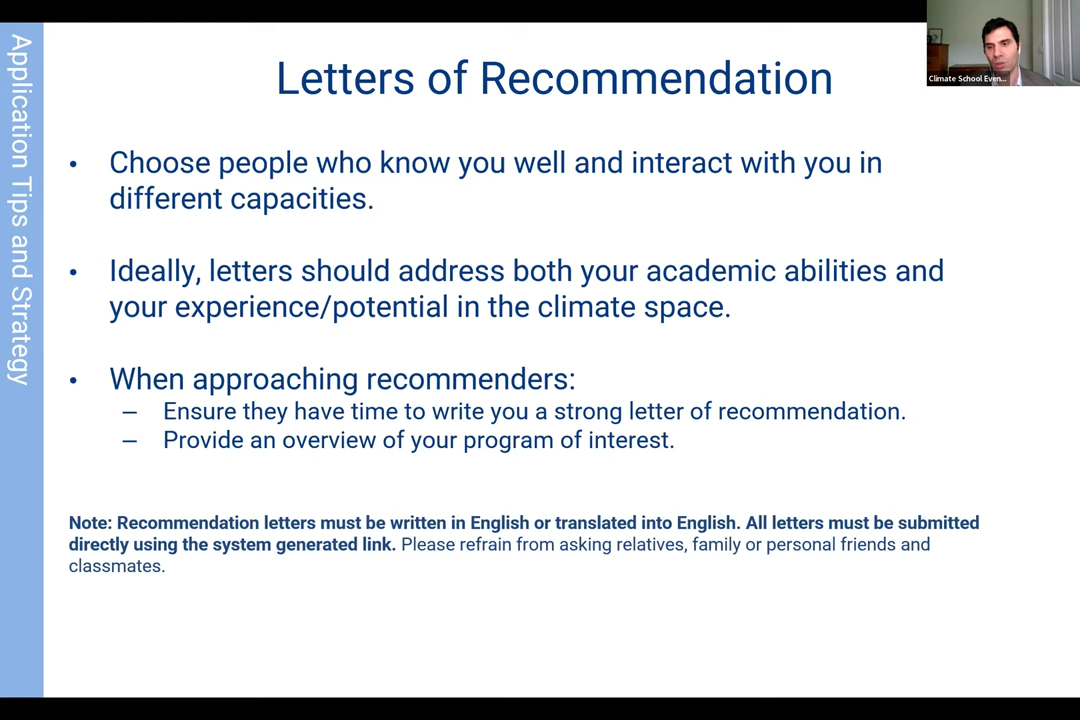 Application Tips and Strategy
Letters of Recommendation
Climate School Even...
• Choose people who know you well and interact with you in
different capacities.
• Ideally, letters should address both your academic abilities and
your experience/potential in the climate space.
• When approaching recommenders:
– Ensure they have time to write you a strong letter of recommendation.
– Provide an overview of your program of interest.
Note: Recommendation letters must be written in English or translated into English. All letters must be submitted
directly using the system generated link. Please refrain from asking relatives, family or personal friends and
classmates.